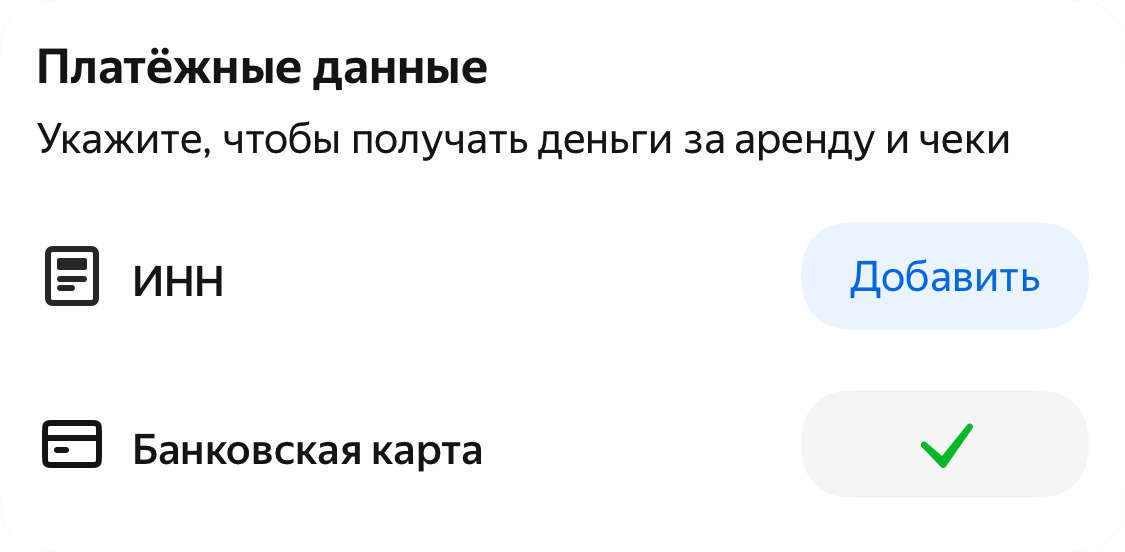 Платёжные данные
Укажите, чтобы получать деньги за аренду и чеки
ИНН
Добавить
Банковская карта